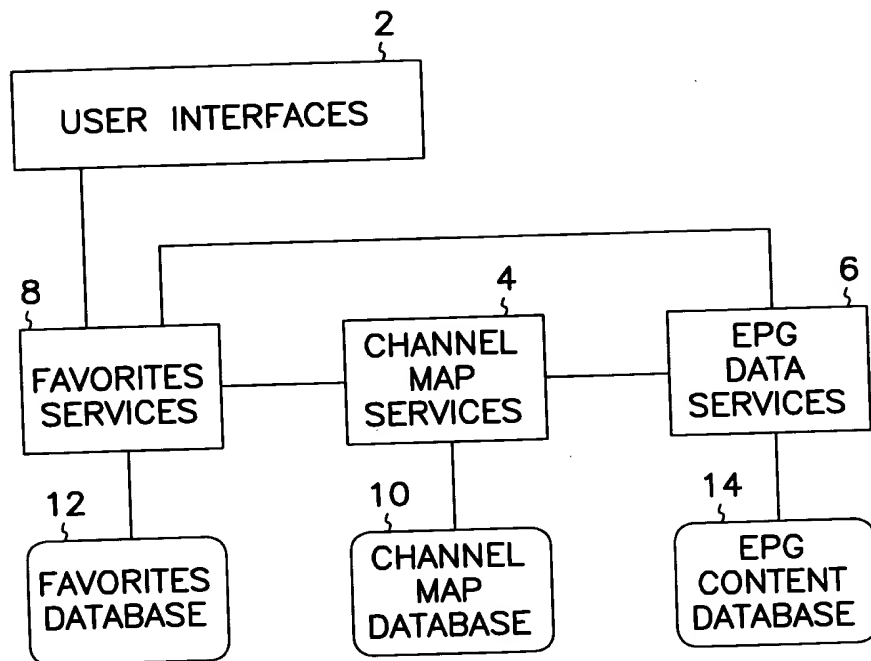 2
USER INTERFACES
8
4
6
FAVORITES
SERVICES
CHANNEL
MAP
SERVICES
EPG
DATA
SERVICES
12
10
14
FAVORITES
DATABASE
CHANNEL
MAP
DATABASE
EPG
CONTENT
DATABASE